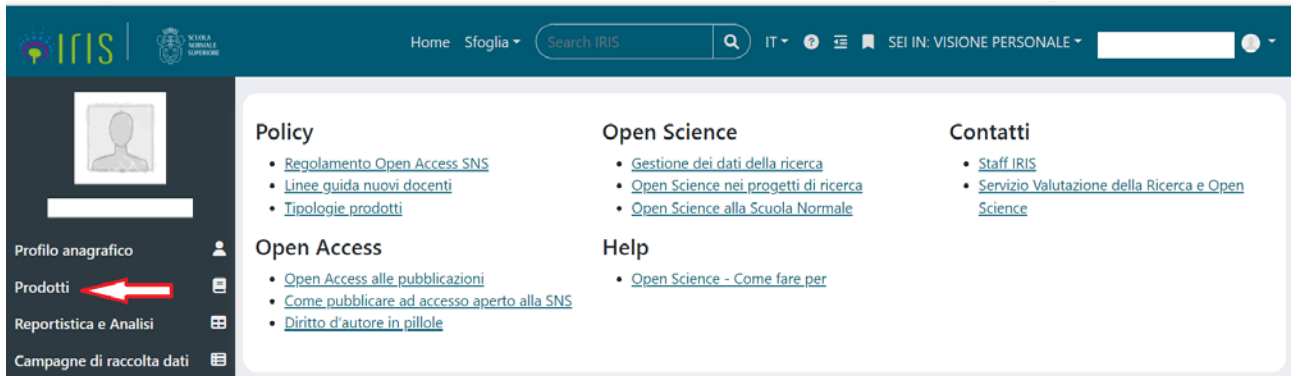 IRIS
SCUOLA
NORMALE
SUPERIORE
Home Sfoglia Search IRIS IT SEI IN: VISIONE PERSONALE
Profilo anagrafico
Prodotti
Reportistica e Analisi
Campagne di raccolta dati
Policy
Regolamento Open Access SNS
Linee guida nuovi docenti
Tipologie prodotti
Open Science
Gestione dei dati della ricerca
Open Science nei progetti di ricerca
Open Science alla Scuola Normale
Contatti
Staff IRIS
Servizio Valutazione della Ricerca e Open
Science
Open Access
Open Access alle pubblicazioni
Come pubblicare ad accesso aperto alla SNS
Diritto d'autore in pillole
Help
Open Science - Come fare per